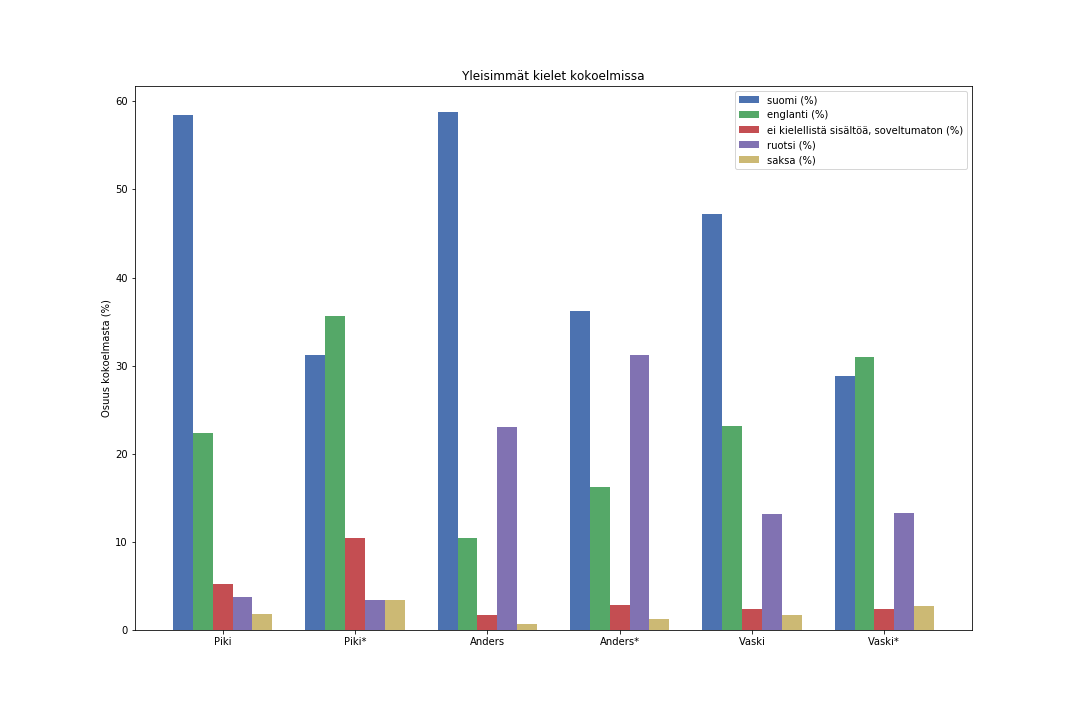 Yleisimmät kielet kokoelmissa
suomi (%)
englanti (%)
ei kielellistä sisältöä, soveltumaton (%)
ruotsi (%)
saksa (%)
Osuus kokoelmasta (%)
60
50
40
30
20
10
0
Piki Piki* Anders Anders* Vaski Vaski*